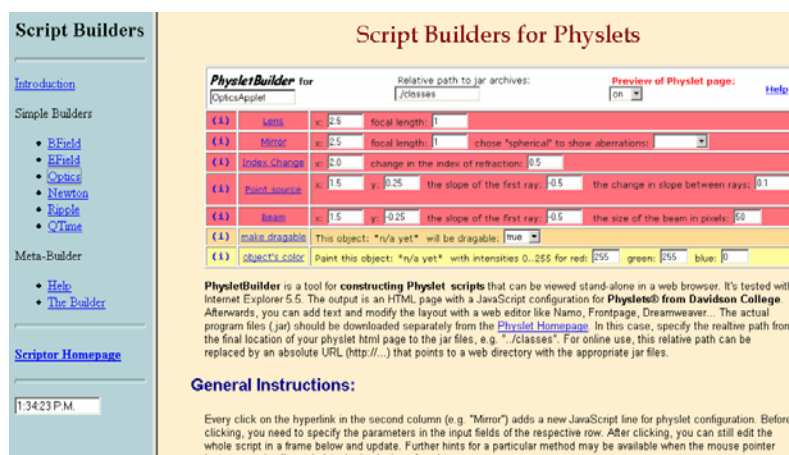 Script Builders
Introduction
Simple Builders
BField
EField
Optics
Newton
Ripple
QTime
Meta-Builder
Help
The Builder
Scriptor Homepage
1:34:23 P.M.
Script Builders for Physlets
PhysletBuilder for
OpticsApplet
Relative path to jar archives:
./classes
Preview of Physlet page:
on
Help
(i) Lens x: 2.5 focal length: 1
(i) Mirror x: 2.5 focal length: 1 chose "spherical" to show aberrations:
(i) Index Change x: 2.0 change in the index of refraction: 0.5
(i) Point source x: 1.5 y: 0.25 the slope of the first ray: -0.5 the change in slope between rays: 0.1
(i) Beam x: 1.5 y: -0.25 the slope of the first ray: -0.5 the size of the beam in pixels: 50
(i) make dragable This object: *n/a yet* will be dragable: true
(i) object's color Paint this object: *n/a yet* with intensities 0..255 for red: 255 green: 255 blue: 0
PhysletBuilder is a tool for constructing Physlet scripts that can be viewed stand-alone in a web browser. It's tested with
Internet Explorer 5.5. The output is an HTML page with a JavaScript configuration for Physlets® from Davidson College.
Afterwards, you can add text and modify the layout with a web editor like Namo, Frontpage, Dreamweaver... The actual
program files (.jar) should be downloaded separately from the Physlet Homepage. In this case, specify the realtive path from
the final location of your physlet html page to the jar files, e.g. "../classes". For online use, this relative path can be
replaced by an absolute URL (http://...) that points to a web directory with the appropriate jar files.
General Instructions:
Every click on the hyperlink in the second column (e.g. "Mirror") adds a new JavaScript line for physlet configuration. Before
clicking, you need to specify the parameters in the input fields of the respective row. After clicking, you can still edit the
whole script in a frame below and update. Further hints for a particular method may be available when the mouse pointer